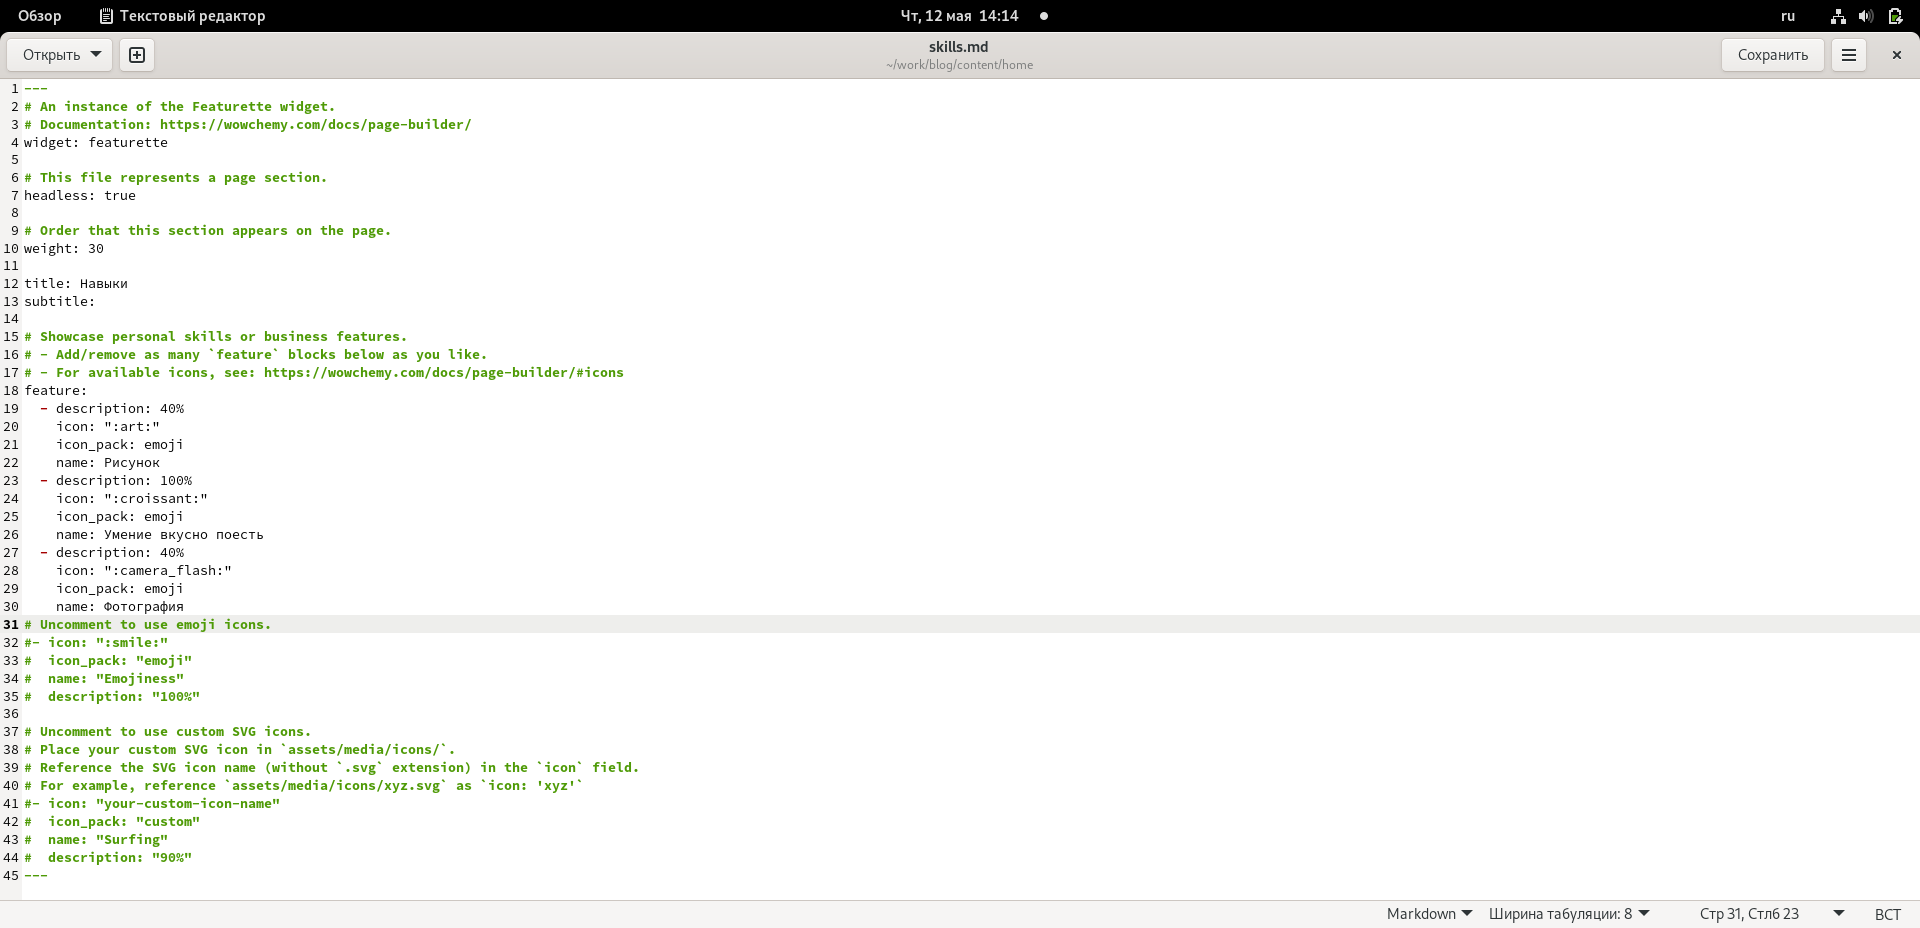 Обзор Текстовый редактор Чт, 12 мая 14:14 ru
Открыть skills.md Сохранить
~/work/blog/content/home
1 ---
2 # An instance of the Featurette widget.
3 # Documentation: https://wowchemy.com/docs/page-builder/
4 widget: featurette
5
6 # This file represents a page section.
7 headless: true
8
9 # Order that this section appears on the page.
10 weight: 30
11
12 title: Навыки
13 subtitle:
14
15 # Showcase personal skills or business features.
16 # - Add/remove as many `feature` blocks below as you like.
17 # - For available icons, see: https://wowchemy.com/docs/page-builder/#icons
18 feature:
19   - description: 40%
20     icon: ":art:"
21     icon_pack: emoji
22     name: Рисунок
23   - description: 100%
24     icon: ":croissant:"
25     icon_pack: emoji
26     name: Умение вкусно поесть
27   - description: 40%
28     icon: ":camera_flash:"
29     icon_pack: emoji
30     name: Фотография
31 # Uncomment to use emoji icons.
32 #- icon: ":smile:"
33 #  icon_pack: "emoji"
34 #  name: "Emojiness"
35 #  description: "100%"
36
37 # Uncomment to use custom SVG icons.
38 # Place your custom SVG icon in `assets/media/icons/`.
39 # Reference the SVG icon name (without `.svg` extension) in the `icon` field.
40 # For example, reference `assets/media/icons/xyz.svg` as `icon: 'xyz'`
41 #- icon: "your-custom-icon-name"
42 #  icon_pack: "custom"
43 #  name: "Surfing"
44 #  description: "90%"
45 ---
Markdown Ширина табуляции: 8 Стр 31, Стлб 23 ВСТ